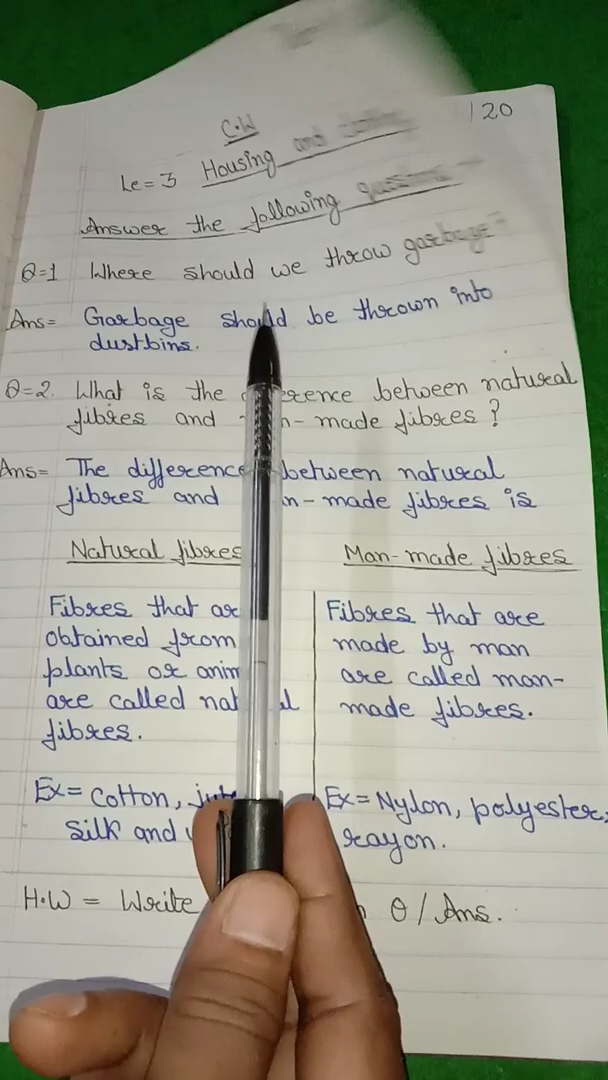 C.W
120
Le = 3 Housing and
Answer the following
Q=1 Where should we throw garbage
Ans= Garbage should be thrown into
dustbins.
Q=2. What is the between natural
fibres and made fibres?
Ans= The difference between natural
fibres and made fibres is
Natural fibres
Man-made fibres
Fibres that
obtained from
plants or
are called
fibres.
Fibres that are
made by man
are called man-
made fibres.
Ex= Cotton,
Silk and
Ex= Nylon, polyester,
rayon.
H.W = Write Q/Ans.